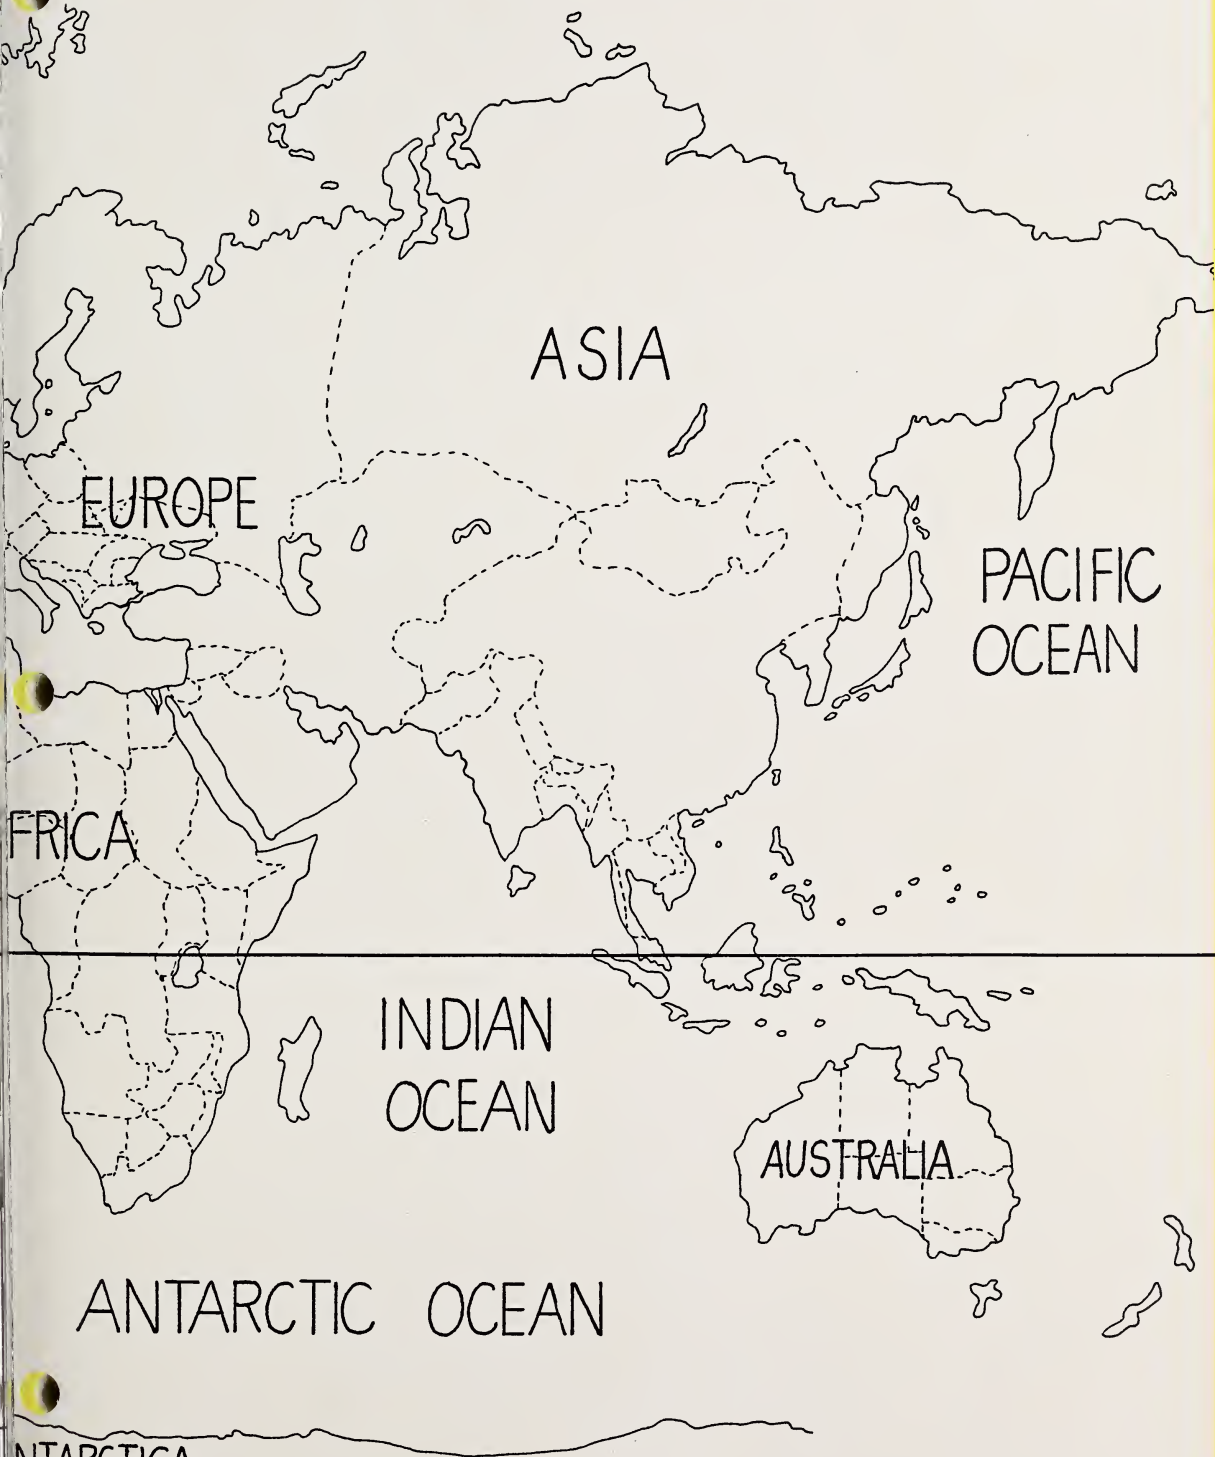 ASIA
EUROPE
PACIFIC
OCEAN
FRICA
INDIAN
OCEAN
AUSTRALIA
ANTARCTIC OCEAN
NTARCTICA